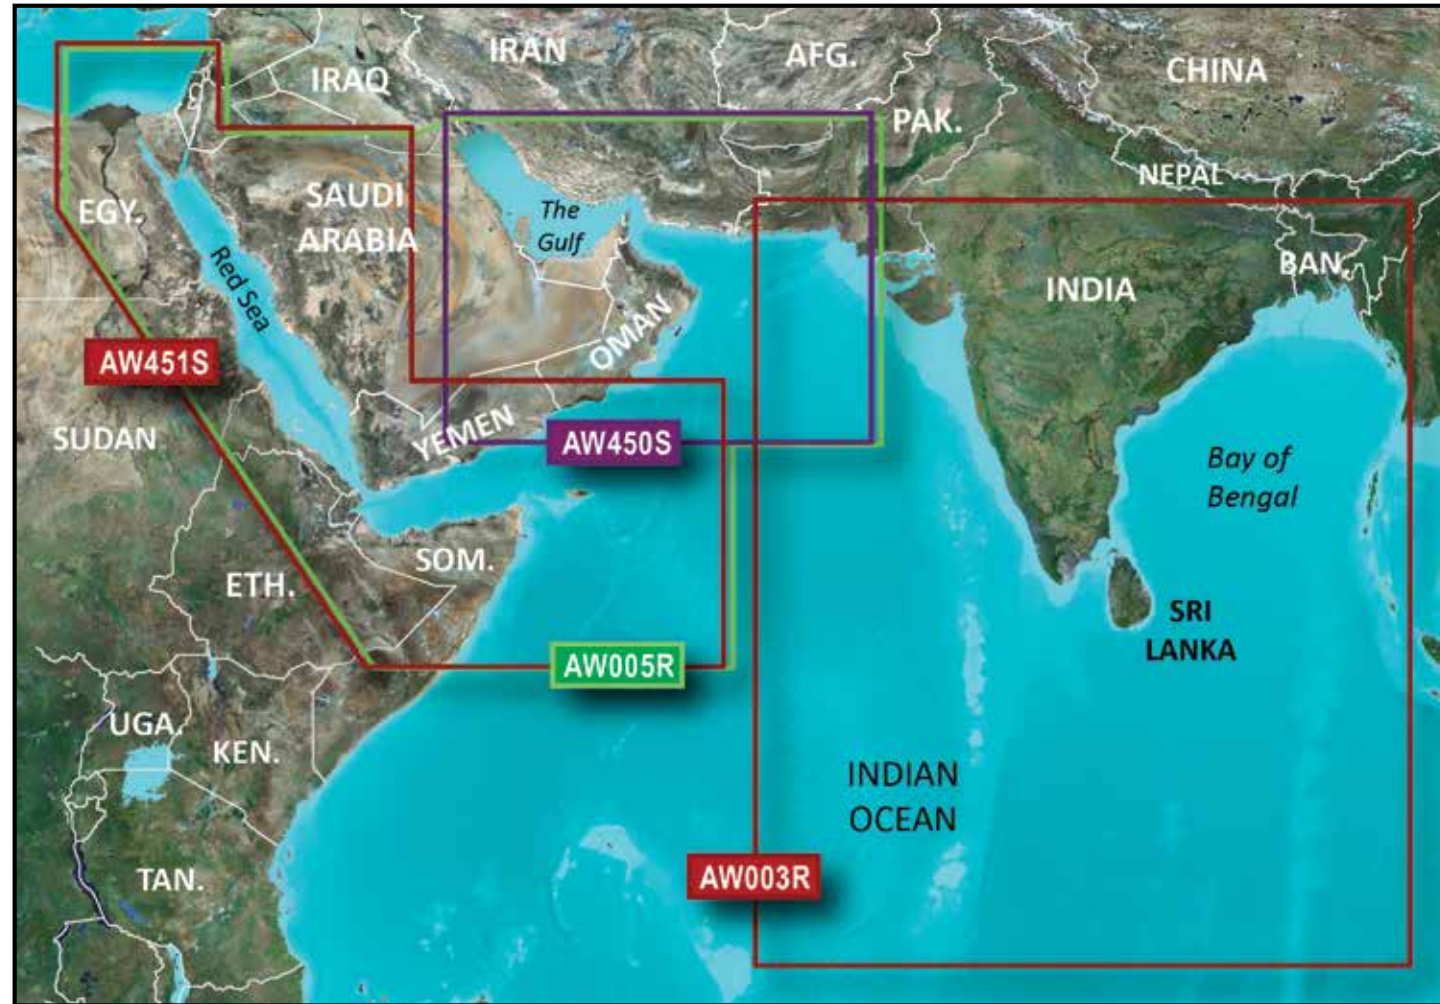 IRAN
AFG.
CHINA
IRAQ
PAK.
NEPAL
SAUDI
ARABIA
EGY.
The
Gulf
Red Sea
BAN.
INDIA
OMAN
AW451S
SUDAN
YEMEN
AW450S
Bay of
Bengal
SOM.
ETH.
SRI
LANKA
AW005R
UGA.
KEN.
INDIAN
OCEAN
TAN.
AW003R